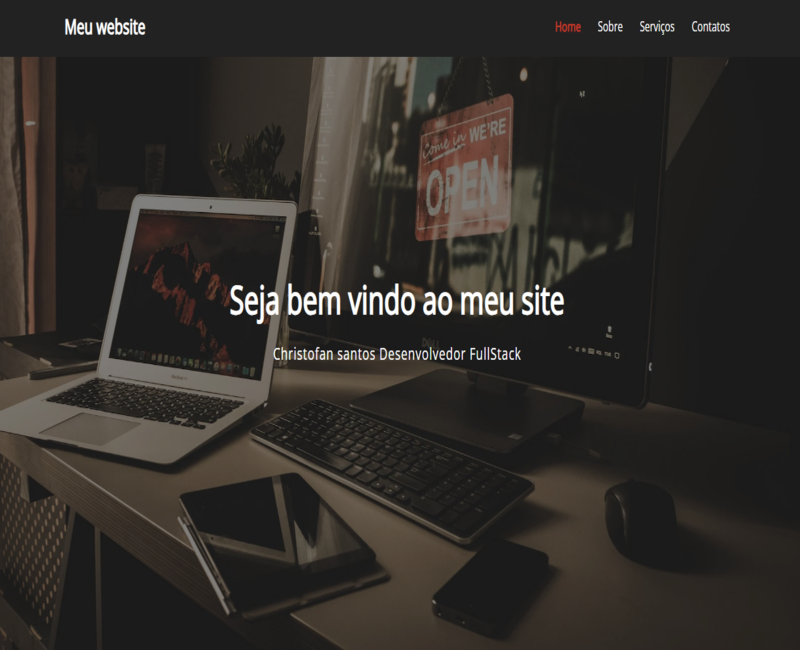 Meu website
Home Sobre Serviços Contatos
Come in WE'RE
OPEN
Seja bem vindo ao meu site
Christofan santos Desenvolvedor FullStack
DELL